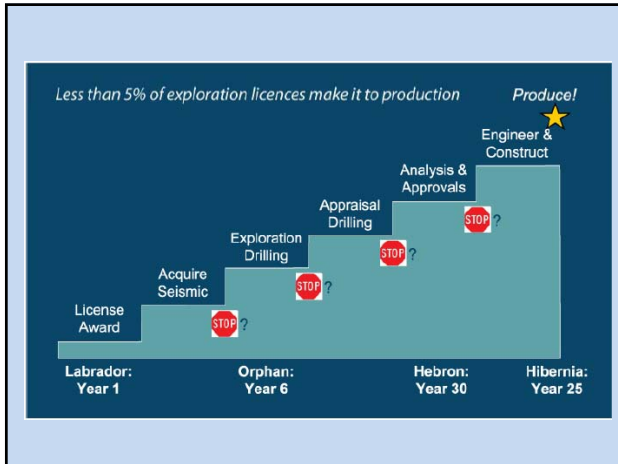 Less than 5% of exploration licences make it to production
Produce!
Engineer &
Construct
Analysis &
Approvals
Appraisal
Drilling
Exploration
Drilling
Acquire
Seismic
License
Award
STOP ?
STOP ?
STOP ?
STOP ?
Labrador:
Year 1
Orphan:
Year 6
Hebron:
Year 30
Hibernia:
Year 25